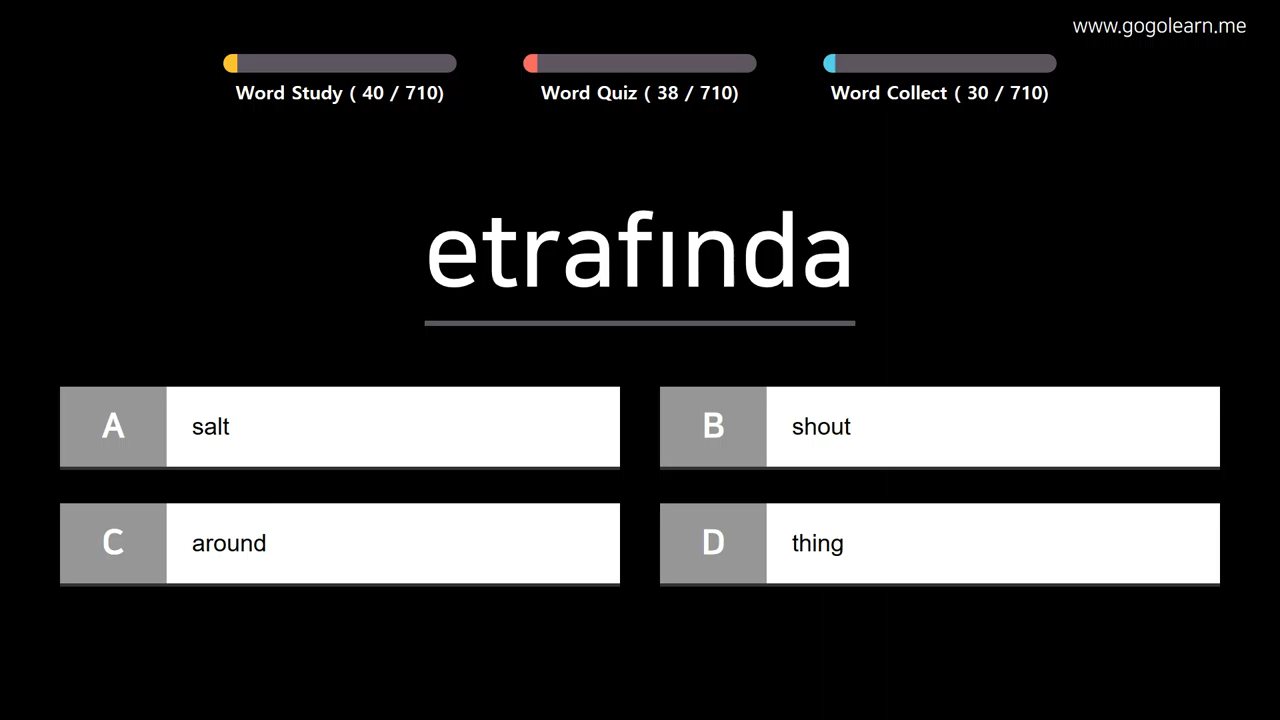 www.gogolearn.me
Word Study ( 40 / 710)
Word Quiz ( 38 / 710)
Word Collect ( 30 / 710)
etrafında
A salt
B shout
C around
D thing